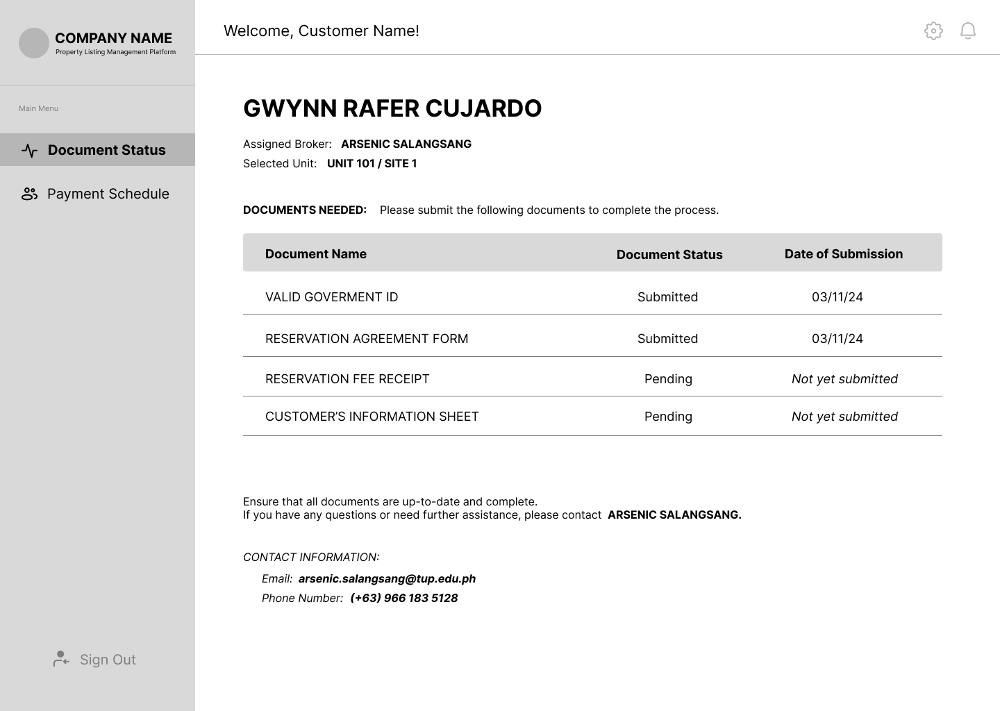 COMPANY NAME
Property Listing Management Platform
Main Menu
Document Status
Payment Schedule
Sign Out
Welcome, Customer Name!
GWYNN RAFER CUJARDO
Assigned Broker: ARSENIC SALANGSANG
Selected Unit: UNIT 101 / SITE 1
DOCUMENTS NEEDED: Please submit the following documents to complete the process.
Document Name Document Status Date of Submission
VALID GOVERMENT ID Submitted 03/11/24
RESERVATION AGREEMENT FORM Submitted 03/11/24
RESERVATION FEE RECEIPT Pending Not yet submitted
CUSTOMER’S INFORMATION SHEET Pending Not yet submitted
Ensure that all documents are up-to-date and complete.
If you have any questions or need further assistance, please contact ARSENIC SALANGSANG.
CONTACT INFORMATION:
Email: arsenic.salangsang@tup.edu.ph
Phone Number: (+63) 966 183 5128